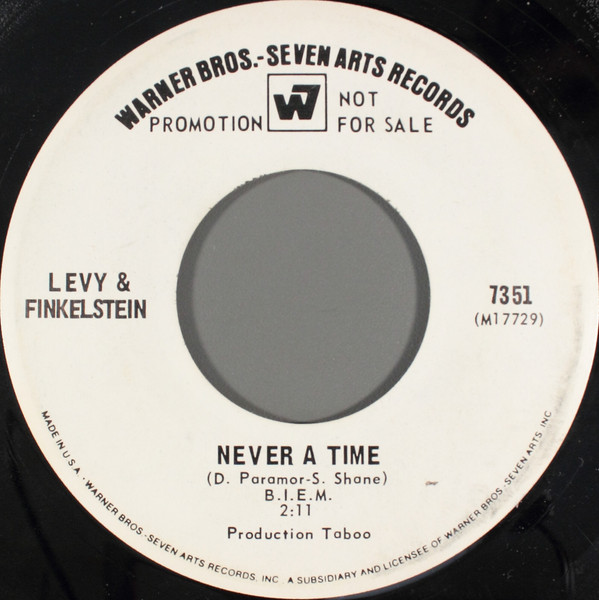 WARNER BROS.-SEVEN ARTS RECORDS
PROMOTION W7 NOT
FOR SALE
LEVY &
FINKELSTEIN
7351
(M17729)
NEVER A TIME
(D. Paramor-S. Shane)
B.I.E.M.
2:11
Production Taboo
MADE IN U.S.A. · WARNER BROS.-SEVEN ARTS RECORDS, INC., A SUBSIDIARY AND LICENSEE OF WARNER BROS.-SEVEN ARTS, INC.